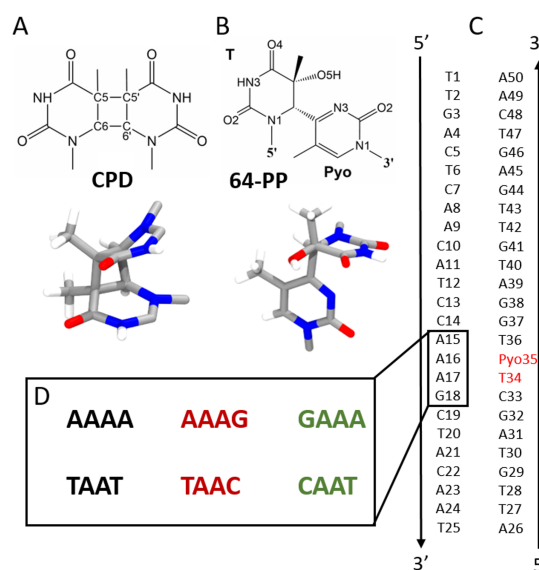 A
B
5'
C
3
T
O4
O
O
NH
C5
C5'
NH
HN3
O5H
O
N
C6
6'
N
O
O2
N1
N3
O2
5'
N1
3'
CPD
64-PP
Pyo
T1 A50
T2 A49
G3 C48
A4 T47
C5 G46
T6 A45
C7 G44
A8 T43
A9 T42
C10 G41
A11 T40
T12 A39
C13 G38
C14 G37
A15 T36
A16 Pyo35
A17 T34
G18 C33
C19 G32
T20 A31
A21 T30
C22 G29
A23 T28
A24 T27
T25 A26
3'
5
D
AAAA AAAG GAAA
TAAT TAAC CAAT